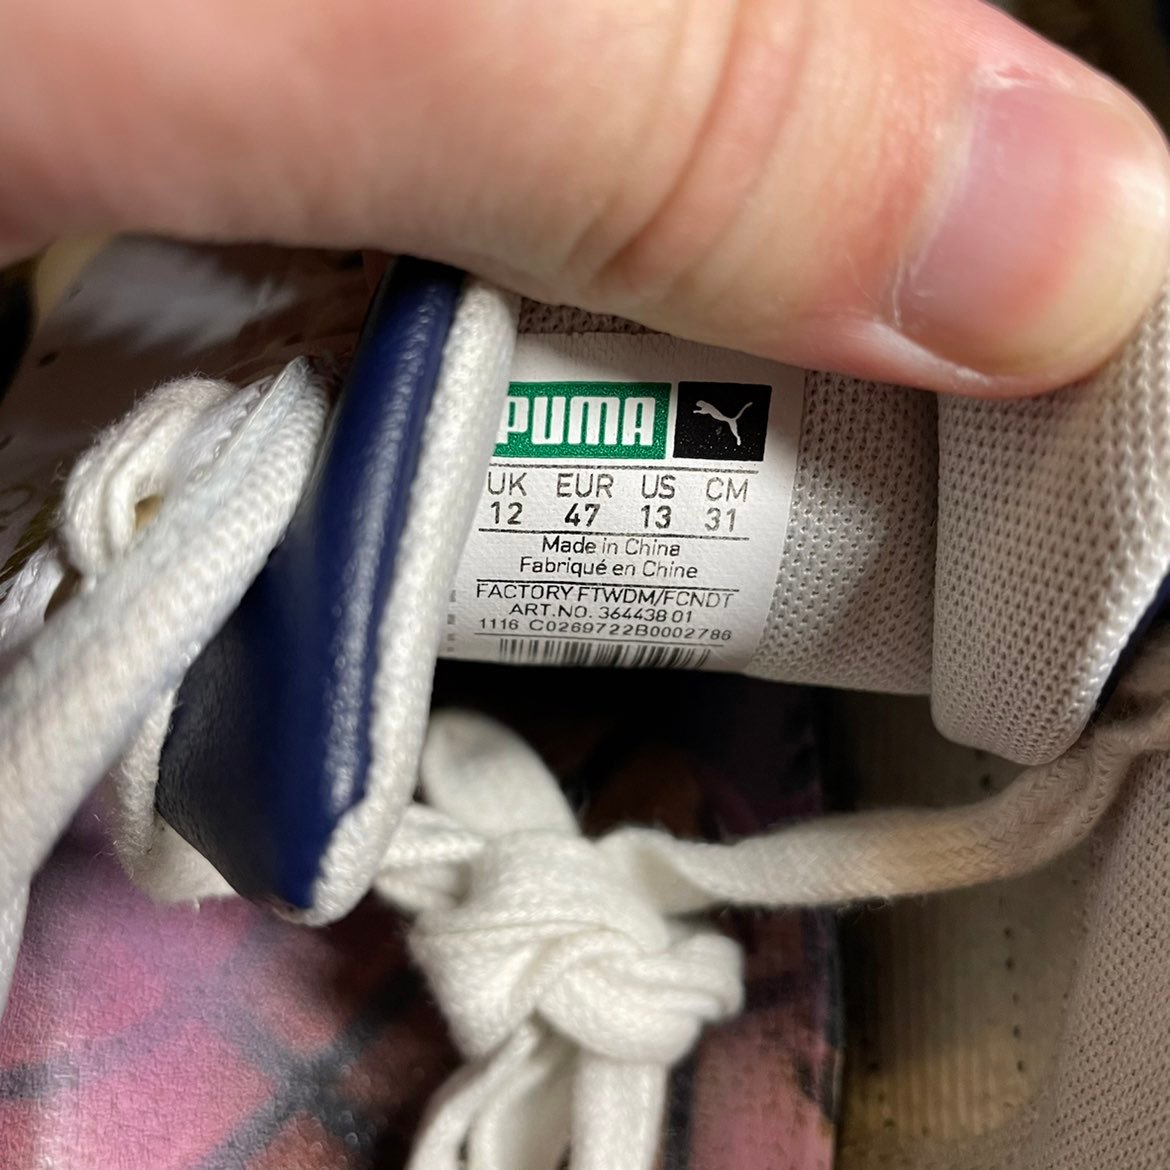 PUMA
UK EUR US CM
12 47 13 31
Made in China
Fabriqué en Chine
FACTORY FTWDM/FCNDT
ART.NO. 364438 01
1116 C0269722B0002786